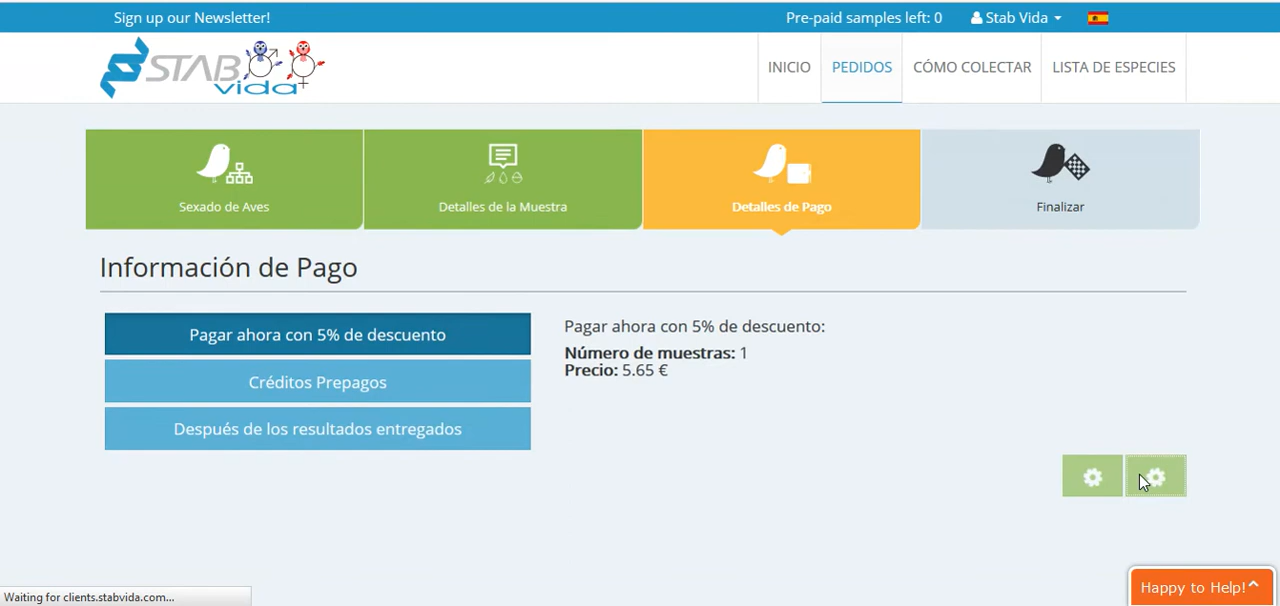 Sign up our Newsletter!
Pre-paid samples left: 0
Stab Vida
STAB
vida
INICIO
PEDIDOS
CÓMO COLECTAR
LISTA DE ESPECIES
Sexado de Aves
Detalles de la Muestra
Detalles de Pago
Finalizar
Información de Pago
Pagar ahora con 5% de descuento
Créditos Prepagos
Después de los resultados entregados
Pagar ahora con 5% de descuento:
Número de muestras: 1
Precio: 5.65 €
Waiting for clients.stabvida.com...
Happy to Help!